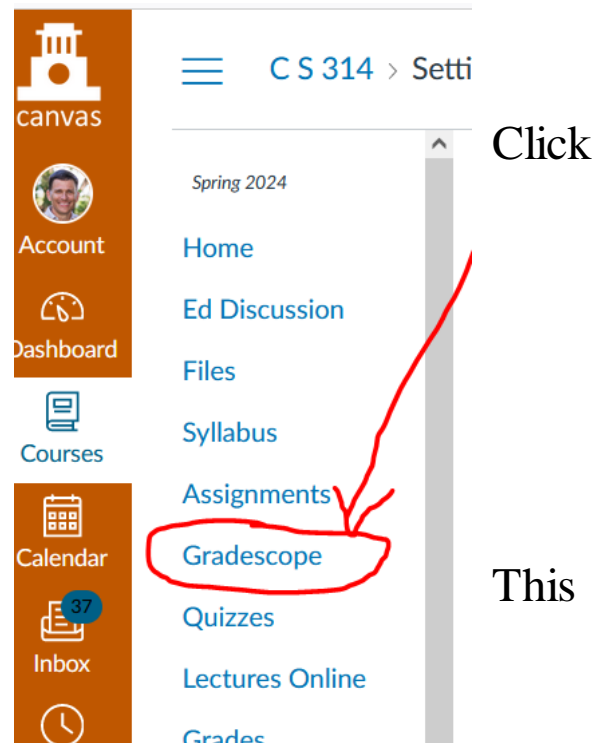 canvas
Account
Dashboard
Courses
Calendar
37
Inbox
C S 314 > Setti
Spring 2024
Home
Ed Discussion
Files
Syllabus
Assignments
Gradescope
Quizzes
Lectures Online
Grades
Click
This